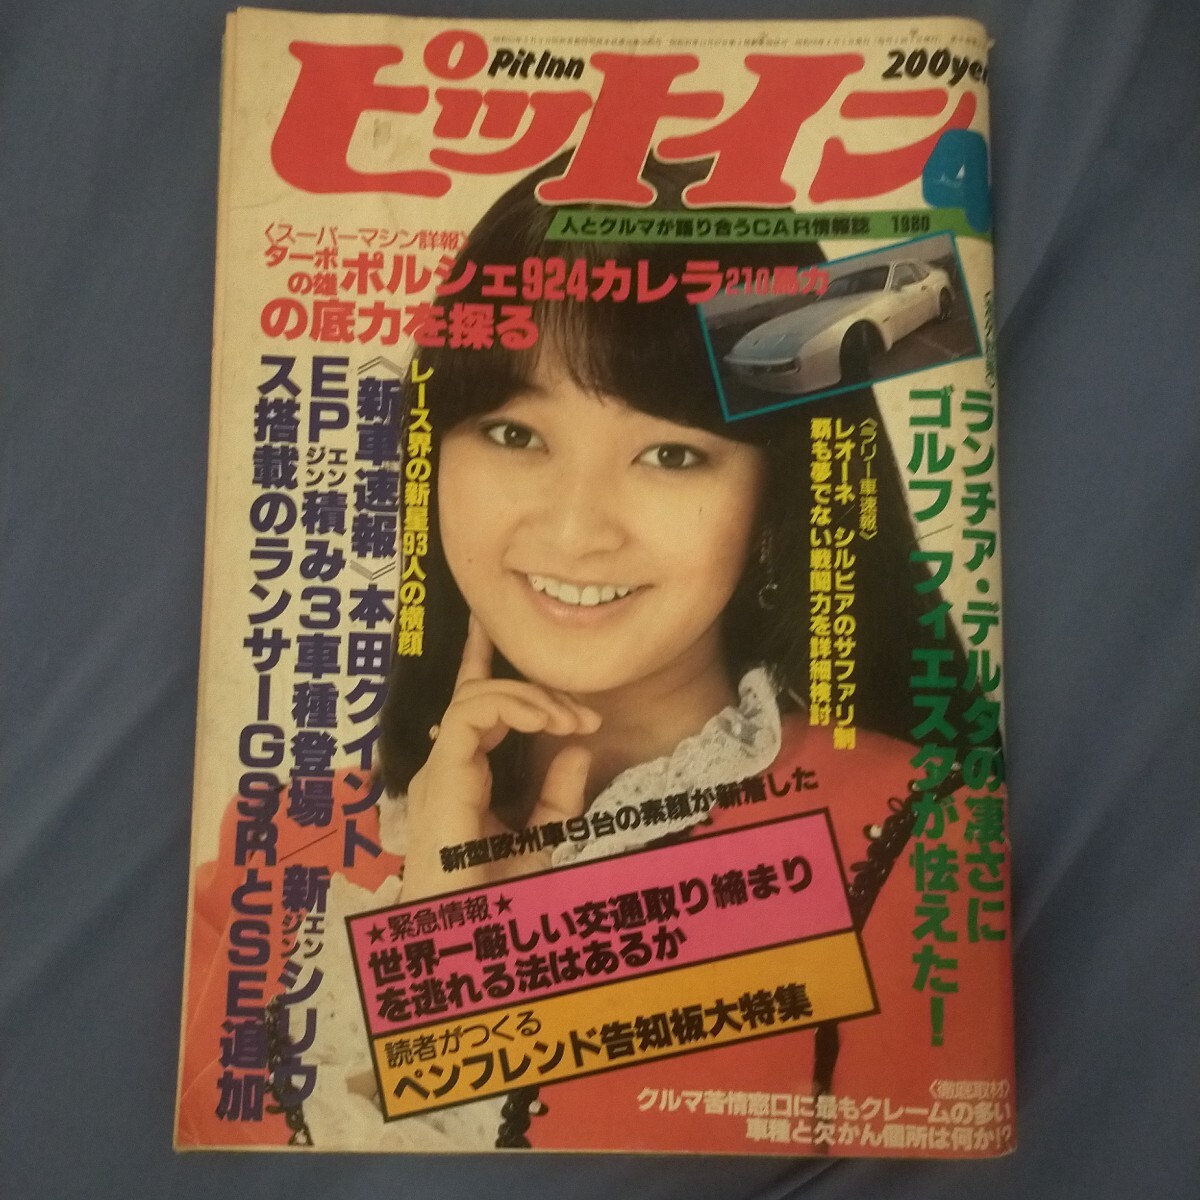 Pit Inn
200yen
ピットイン
4
人とクルマが語り合うCAR情報誌 1980
〈スーパーマシン詳報〉
ターボの雄ポルシェ924カレラ210馬力
の底力を探る
ランチア・デルタの凄さに
ゴルフ/フィエスタが怯えた!
〈ラリー車速報〉
レオーネ/シルビアのサファリ制
覇も夢でない戦闘力を詳細検討
レース界の新星93人の横顔
《新車速報》本田クイント
EPエンジン積み3車種登場/新エンジンシリウ
ス搭載のランサーGSRとSE追加
新型欧州車9台の素顔が新着した
★緊急情報★
世界一厳しい交通取り締まり
を逃れる法はあるか
読者がつくる
ペンフレンド告知板大特集
〈徹底取材〉
クルマ苦情窓口に最もクレームの多い
車種と欠かん個所は何か!?